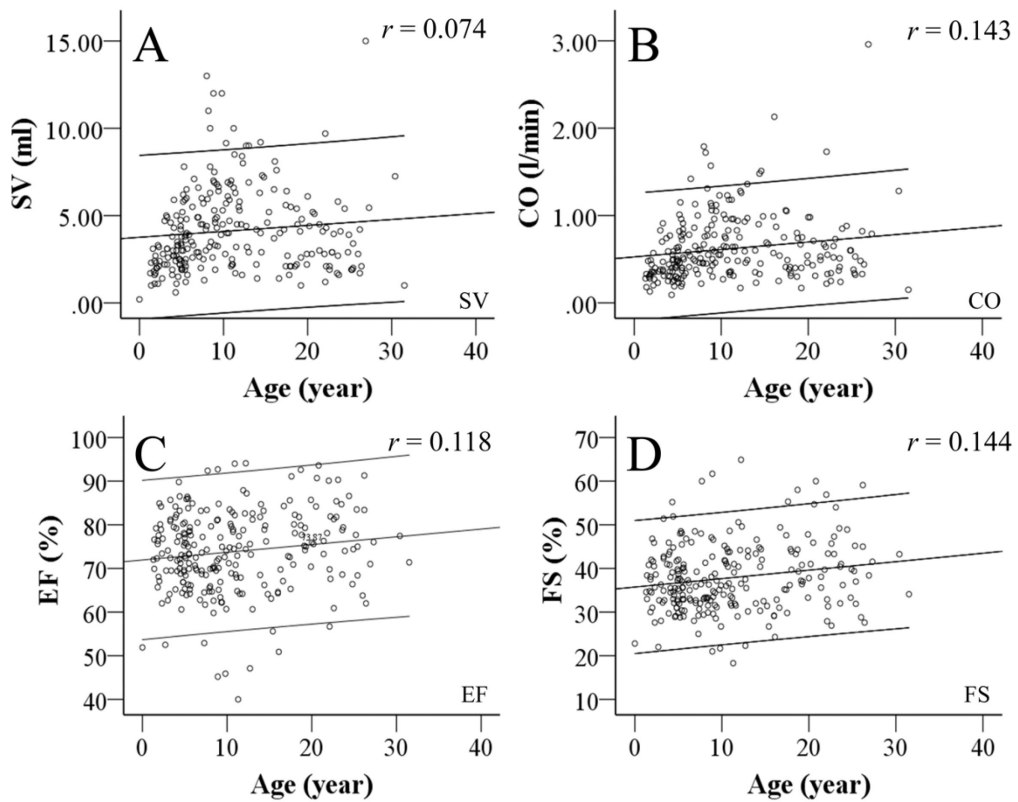 A
r = 0.074
15.00
10.00
5.00
.00
SV (ml)
SV
0 10 20 30 40
Age (year)
B
r = 0.143
3.00
2.00
1.00
.00
CO (l/min)
CO
0 10 20 30 40
Age (year)
C
r = 0.118
100
90
80
70
60
50
40
EF (%)
EF
0 10 20 30 40
Age (year)
D
r = 0.144
70
60
50
40
30
20
10
FS (%)
FS
0 10 20 30 40
Age (year)